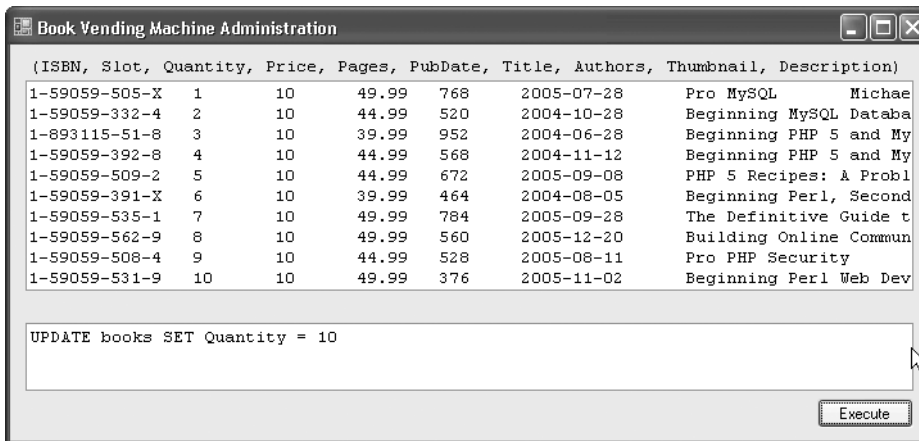 Book Vending Machine Administration
(ISBN, Slot, Quantity, Price, Pages, PubDate, Title, Authors, Thumbnail, Description)
1-59059-505-X 1 10 49.99 768 2005-07-28 Pro MySQL Michae
1-59059-332-4 2 10 44.99 520 2004-10-28 Beginning MySQL Databa
1-893115-51-8 3 10 39.99 952 2004-06-28 Beginning PHP 5 and My
1-59059-392-8 4 10 44.99 568 2004-11-12 Beginning PHP 5 and My
1-59059-509-2 5 10 44.99 672 2005-09-08 PHP 5 Recipes: A Probl
1-59059-391-X 6 10 39.99 464 2004-08-05 Beginning Perl, Second
1-59059-535-1 7 10 49.99 784 2005-09-28 The Definitive Guide t
1-59059-562-9 8 10 49.99 560 2005-12-20 Building Online Commun
1-59059-508-4 9 10 44.99 528 2005-08-11 Pro PHP Security
1-59059-531-9 10 10 49.99 376 2005-11-02 Beginning Perl Web Dev
UPDATE books SET Quantity = 10
Execute